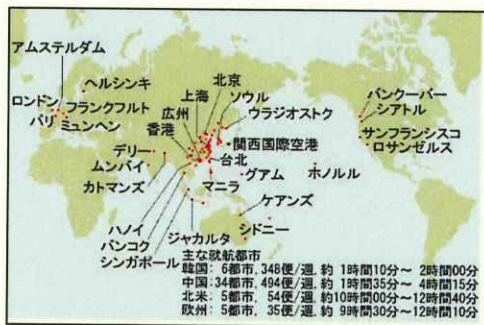 アムステルダム
ヘルシンキ
ロンドン
フランクフルト
パリ
ミュンヘン
北京
上海
ソウル
広州
ウラジオストク
香港
関西国際空港
デリー
台北
ムンバイ
カトマンズ
マニラ
グアム
ホノルル
バンクーバー
シアトル
サンフランシスコ
ロサンゼルス
ケアンズ
ハノイ
バンコク
ジャカルタ
シドニー
シンガポール
主な就航都市
韓国: 6都市, 348便/週, 約 1時間10分～ 2時間00分
中国: 34都市, 494便/週, 約 1時間35分～ 4時間15分
北米: 5都市, 54便/週, 約10時間00分～12時間40分
欧州: 5都市, 35便/週, 約 9時間30分～12時間10分